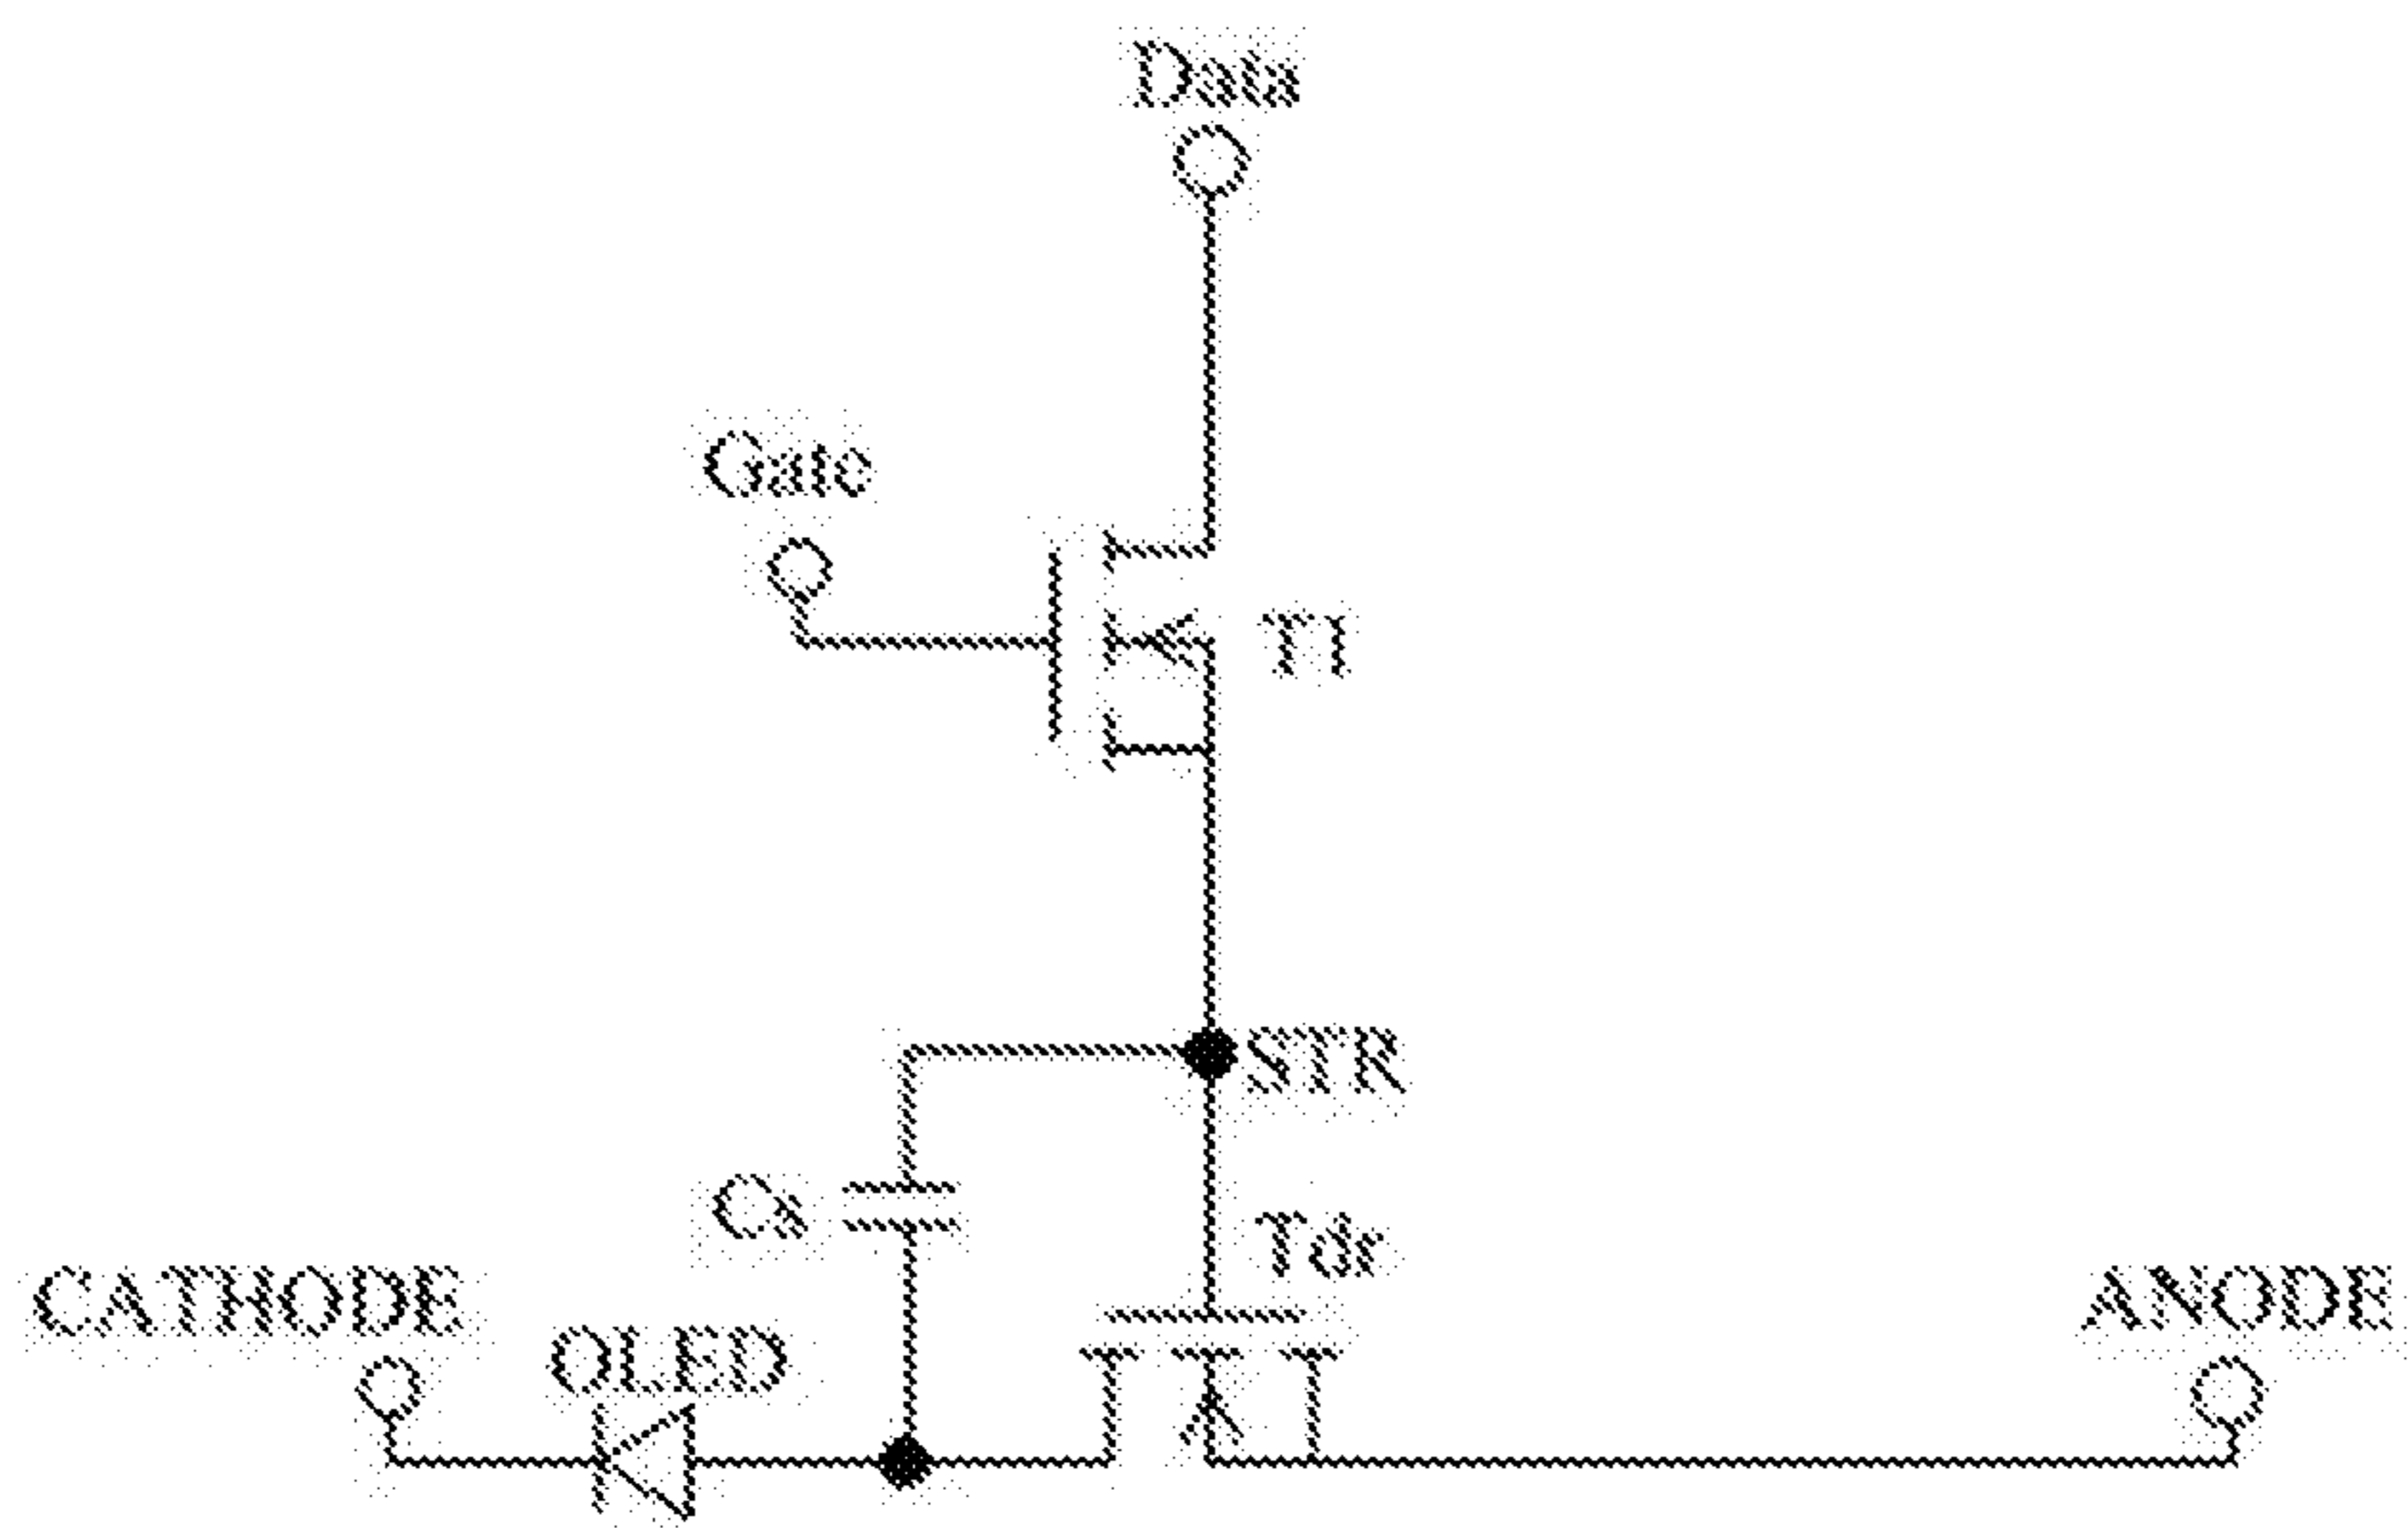 Data
Gate
T1
STR
Cs
Tdr
CATHODE
OLED
ANODE